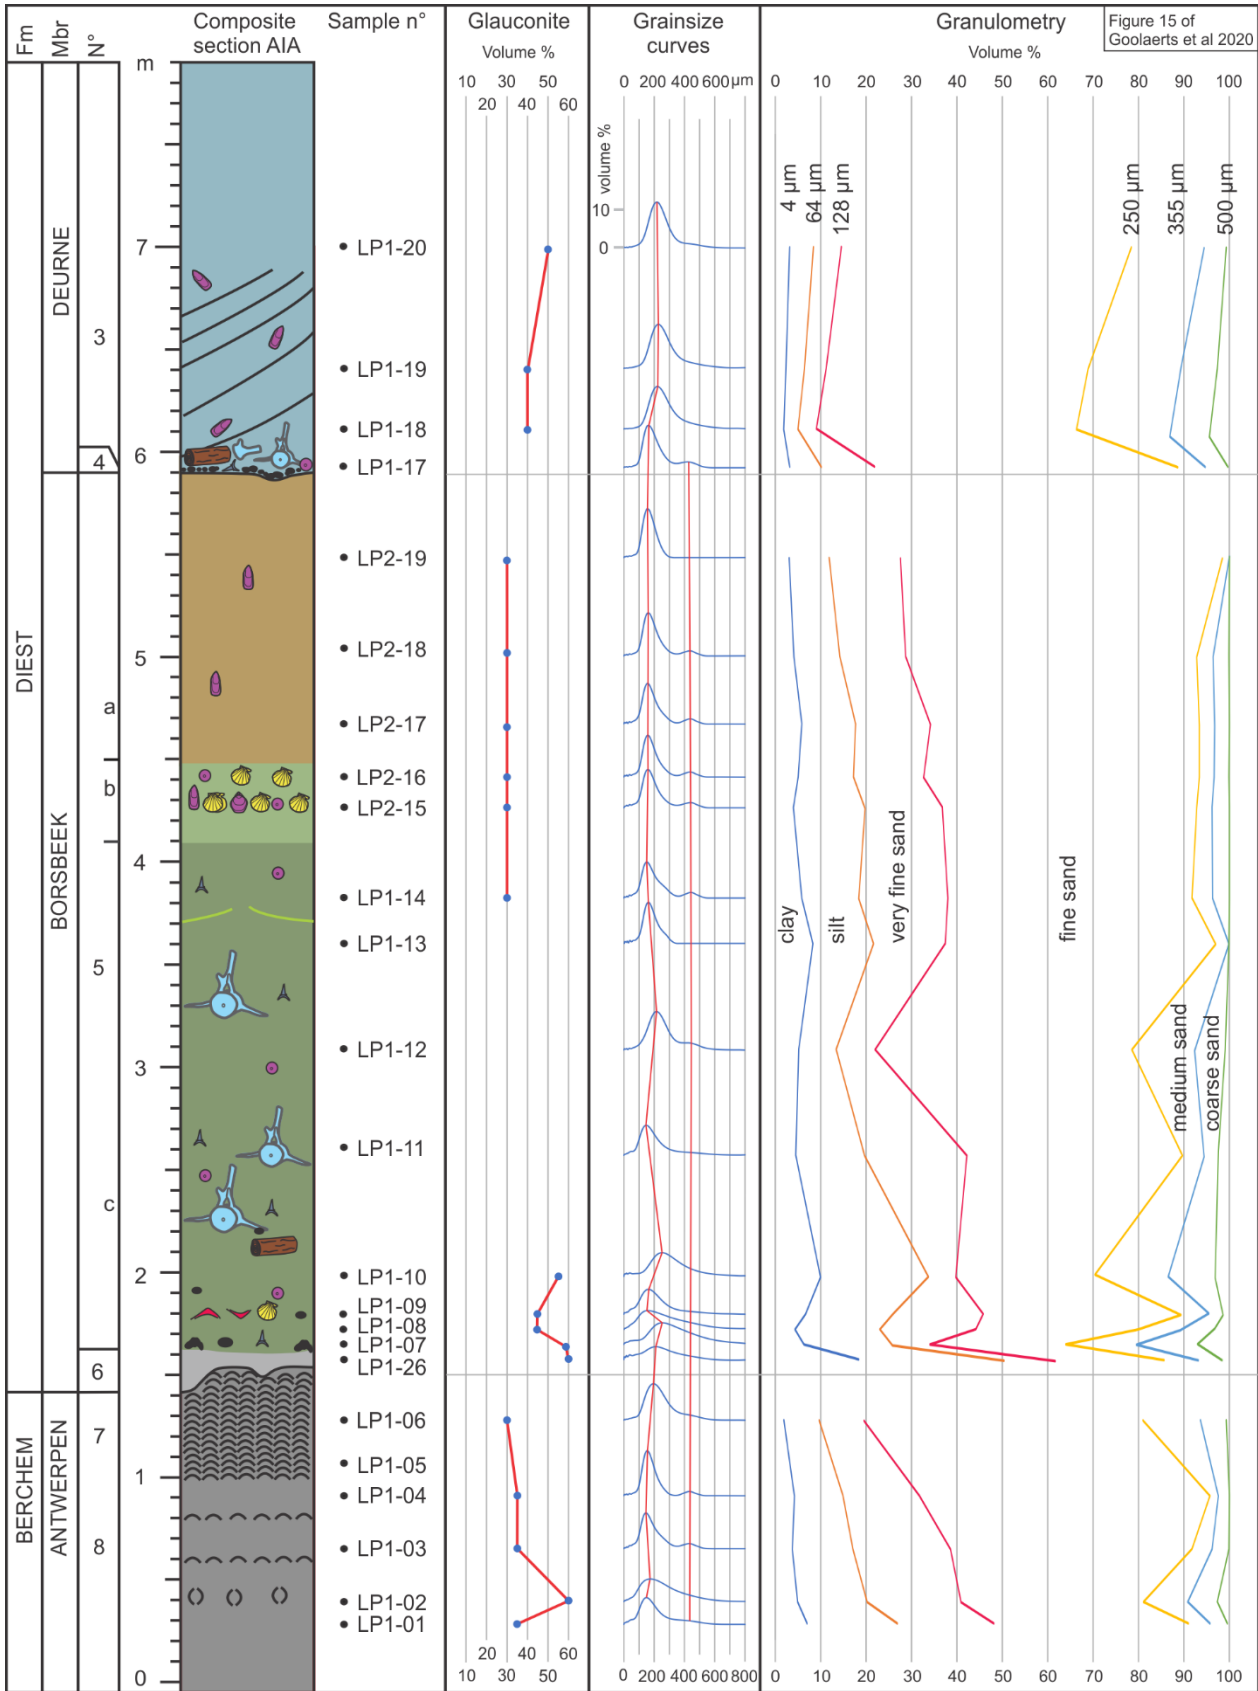 Fm
Mbr
N°
Composite
section AIA
Sample n°
Glauconite
Volume %
Grainsize
curves
Granulometry
Volume %
Figure 15 of
Goolaerts et al 2020
m
10 30 50
20 40 60
0 200 400 600 µm
0 10 20 30 40 50 60 70 80 90 100
volume %
10
0
4 µm
64 µm
128 µm
250 µm
355 µm
500 µm
DIEST
DEURNE
BORSBEEK
BERCHEM
ANTWERPEN
3
4
a
b
5
c
6
7
8
7
6
5
4
3
2
1
0
LP1-20
LP1-19
LP1-18
LP1-17
LP2-19
LP2-18
LP2-17
LP2-16
LP2-15
LP1-14
LP1-13
LP1-12
LP1-11
LP1-10
LP1-09
LP1-08
LP1-07
LP1-26
LP1-06
LP1-05
LP1-04
LP1-03
LP1-02
LP1-01
clay
silt
very fine sand
fine sand
medium sand
coarse sand
20 40 60
10 30 50
0 200 400 600 800
0 10 20 30 40 50 60 70 80 90 100